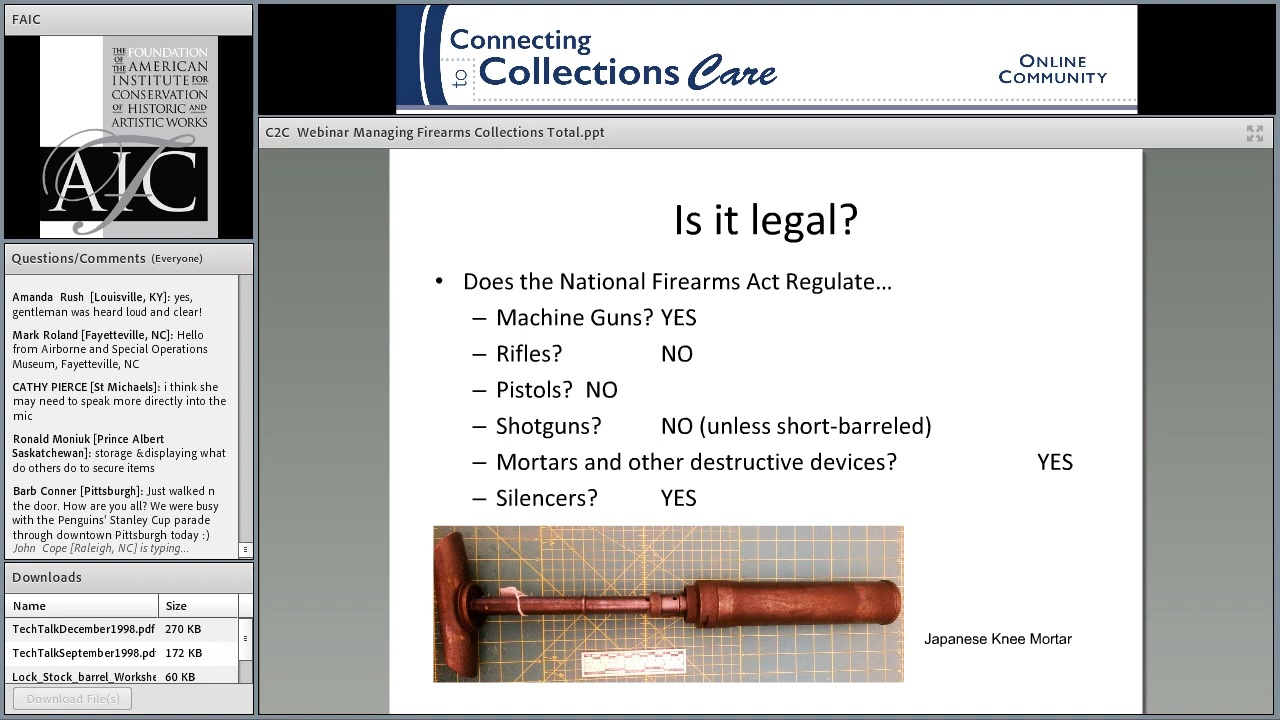 FAIC
THE FOUNDATION
OF THE AMERICAN
INSTITUTE FOR
CONSERVATION
OF HISTORIC AND
ARTISTIC WORKS
AIC
F
Questions/Comments (Everyone)
Amanda Rush [Louisville, KY]: yes,
gentleman was heard loud and clear!
Mark Roland [Fayetteville, NC]: Hello
from Airborne and Special Operations
Museum, Fayetteville, NC
CATHY PIERCE [St Michaels]: i think she
may need to speak more directly into the
mic
Ronald Moniuk [Prince Albert
Saskatchewan]: storage &displaying what
do others do to secure items
Barb Conner [Pittsburgh]: Just walked n
the door. How are you all? We were busy
with the Penguins' Stanley Cup parade
through downtown Pittsburgh today :)
John Cope [Raleigh, NC] is typing...
Downloads
Name Size
TechTalkDecember1998.pdf 270 KB
TechTalkSeptember1998.pd 172 KB
Lock_Stock_barrel_Workshe 60 KB
Download File(s)
Connecting
to Collections Care
ONLINE
COMMUNITY
C2C Webinar Managing Firearms Collections Total.ppt
Is it legal?
• Does the National Firearms Act Regulate...
– Machine Guns? YES
– Rifles? NO
– Pistols? NO
– Shotguns? NO (unless short-barreled)
– Mortars and other destructive devices? YES
– Silencers? YES
Japanese Knee Mortar